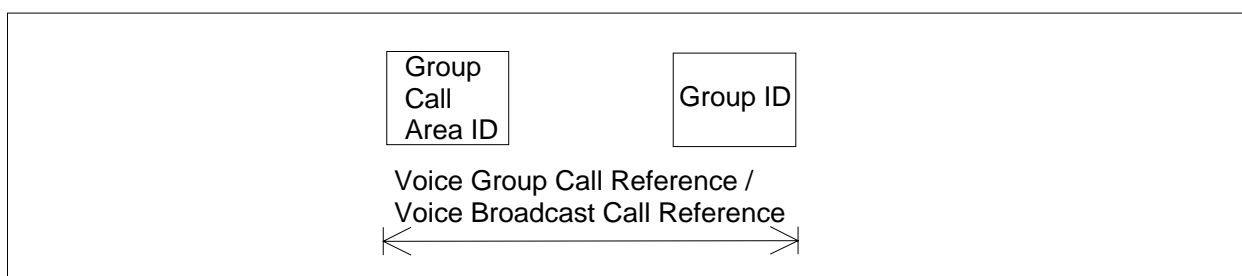 Group
Call
Area ID
Group ID
Voice Group Call Reference /
Voice Broadcast Call Reference